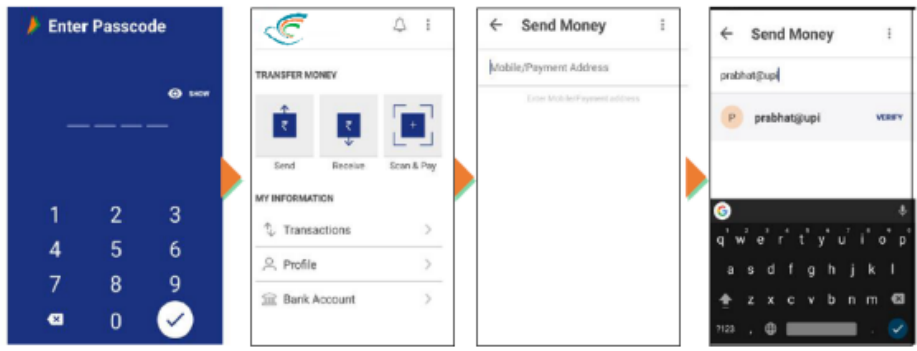 Enter Passcode
SHOW
1 2 3
4 5 6
7 8 9
0
TRANSFER MONEY
₹ ₹
Send Receive Scan & Pay
MY INFORMATION
Transactions
Profile
Bank Account
Send Money
Mobile/Payment Address
Enter Mobile/Payment address
Send Money
prabhat@upi
P prabhat@upi VERIFY
G
q w e r t y u i o p
a s d f g h j k l
z x c v b n m
?123 , .